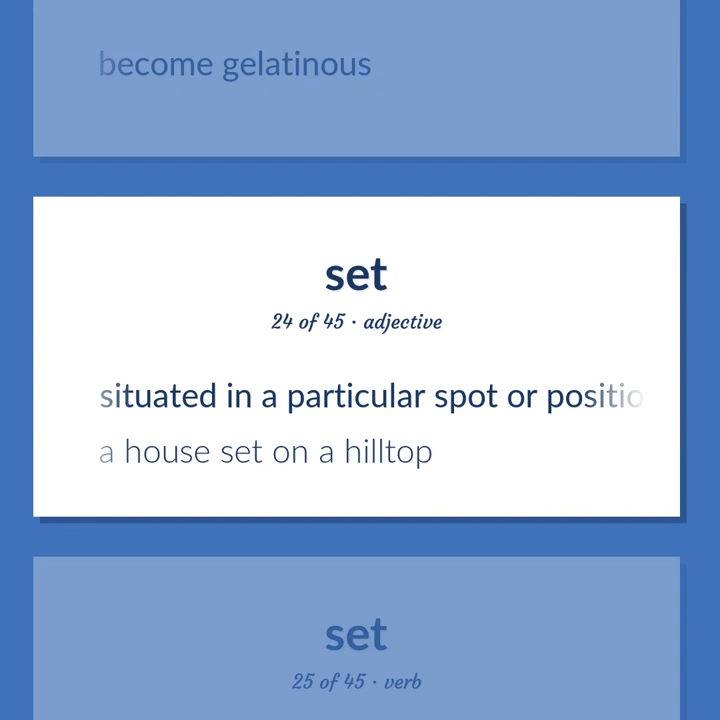 become gelatinous
set
24 of 45 · adjective
situated in a particular spot or positio
a house set on a hilltop
set
25 of 45 · verb